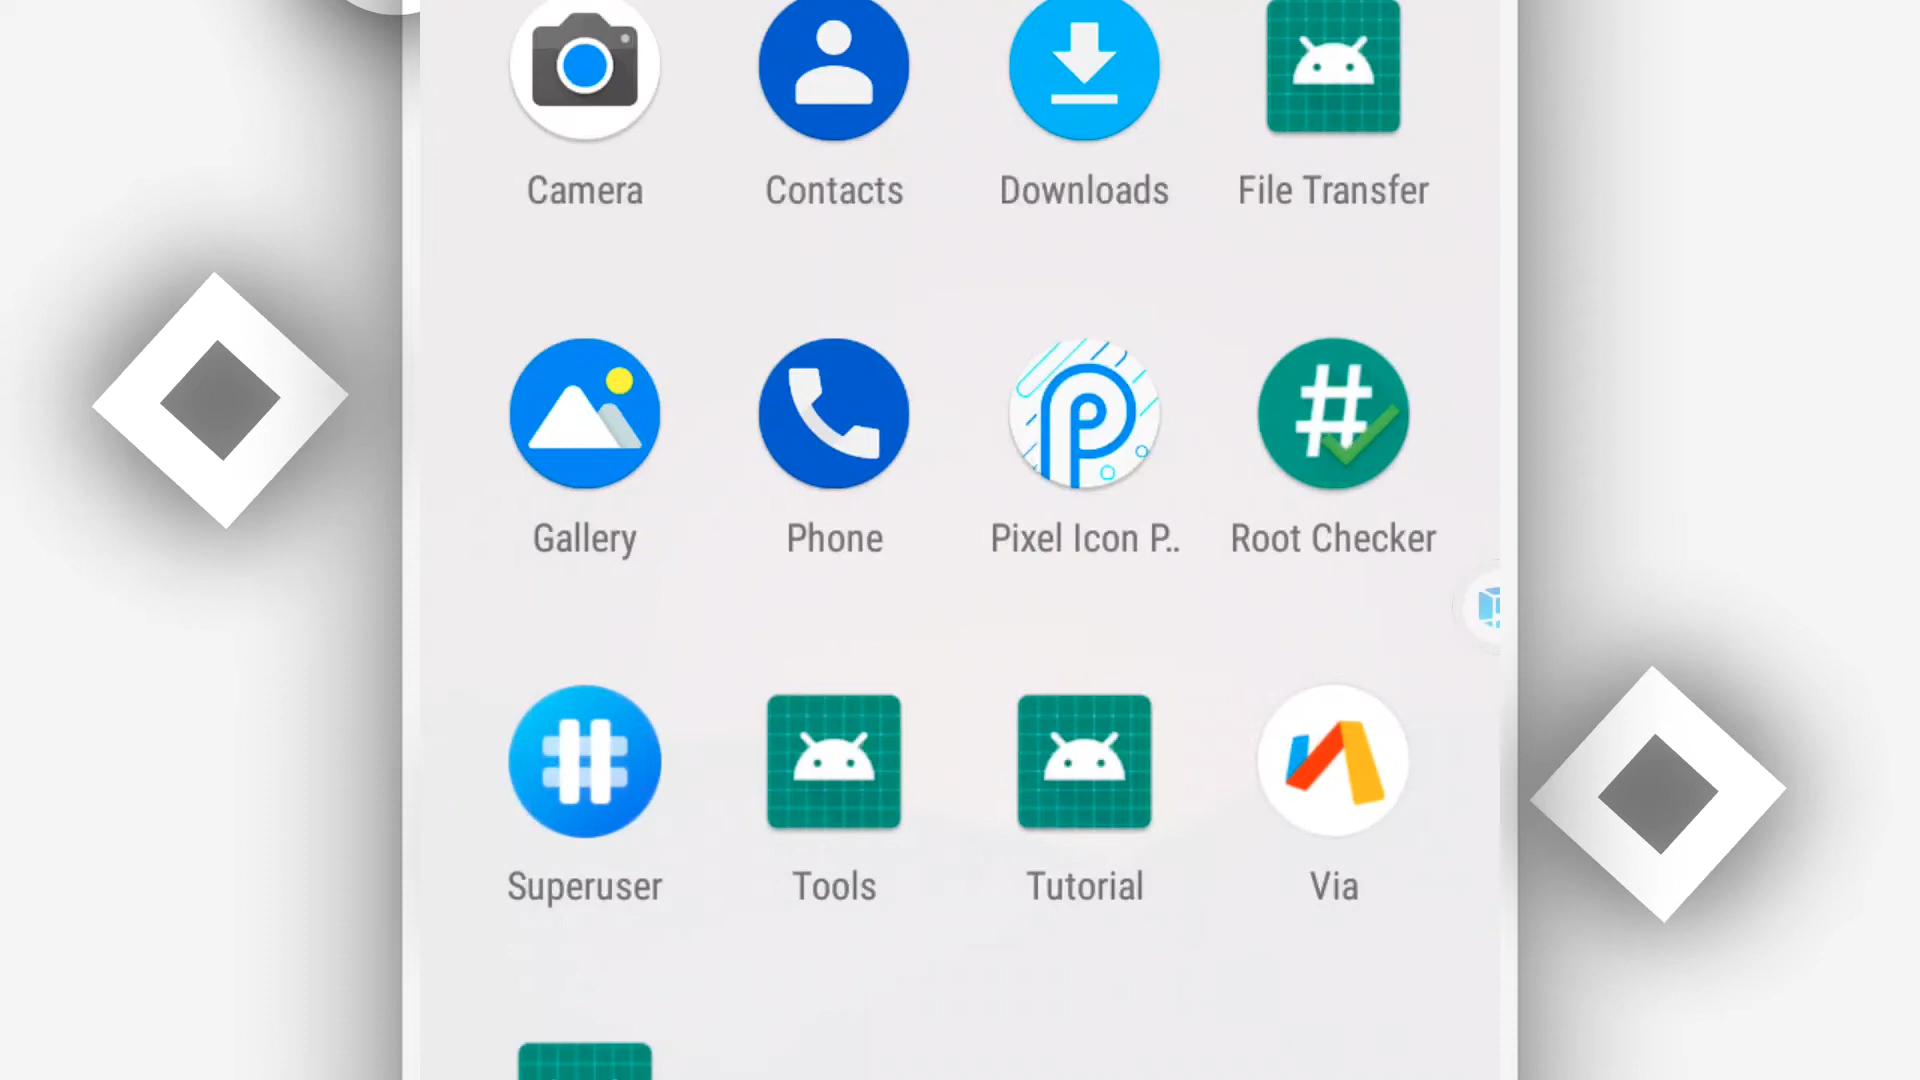 Camera Contacts Downloads File Transfer
Gallery Phone Pixel Icon P.. Root Checker
Superuser Tools Tutorial Via